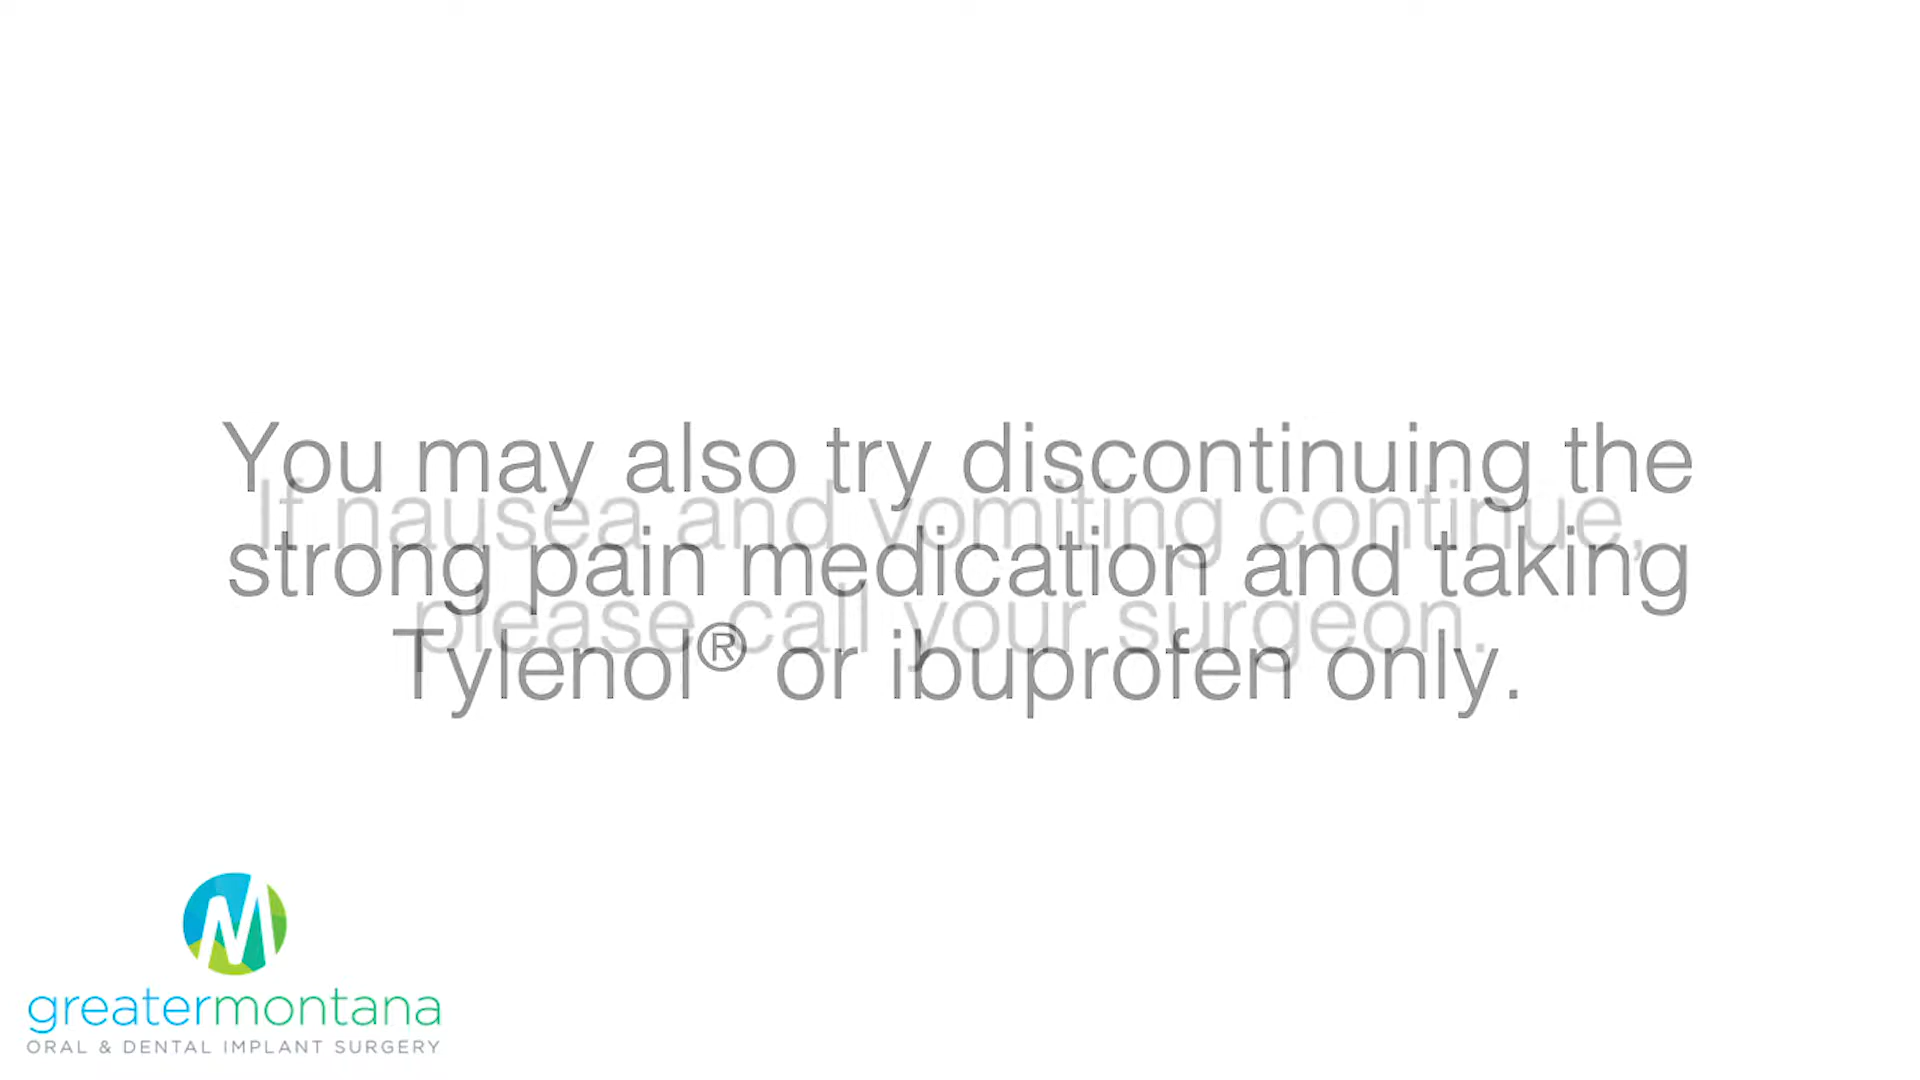 You may also try discontinuing the
strong pain medication and taking
Tylenol® or ibuprofen only.
If nausea and vomiting continue,
please call your surgeon.
M
greatermontana
ORAL & DENTAL IMPLANT SURGERY